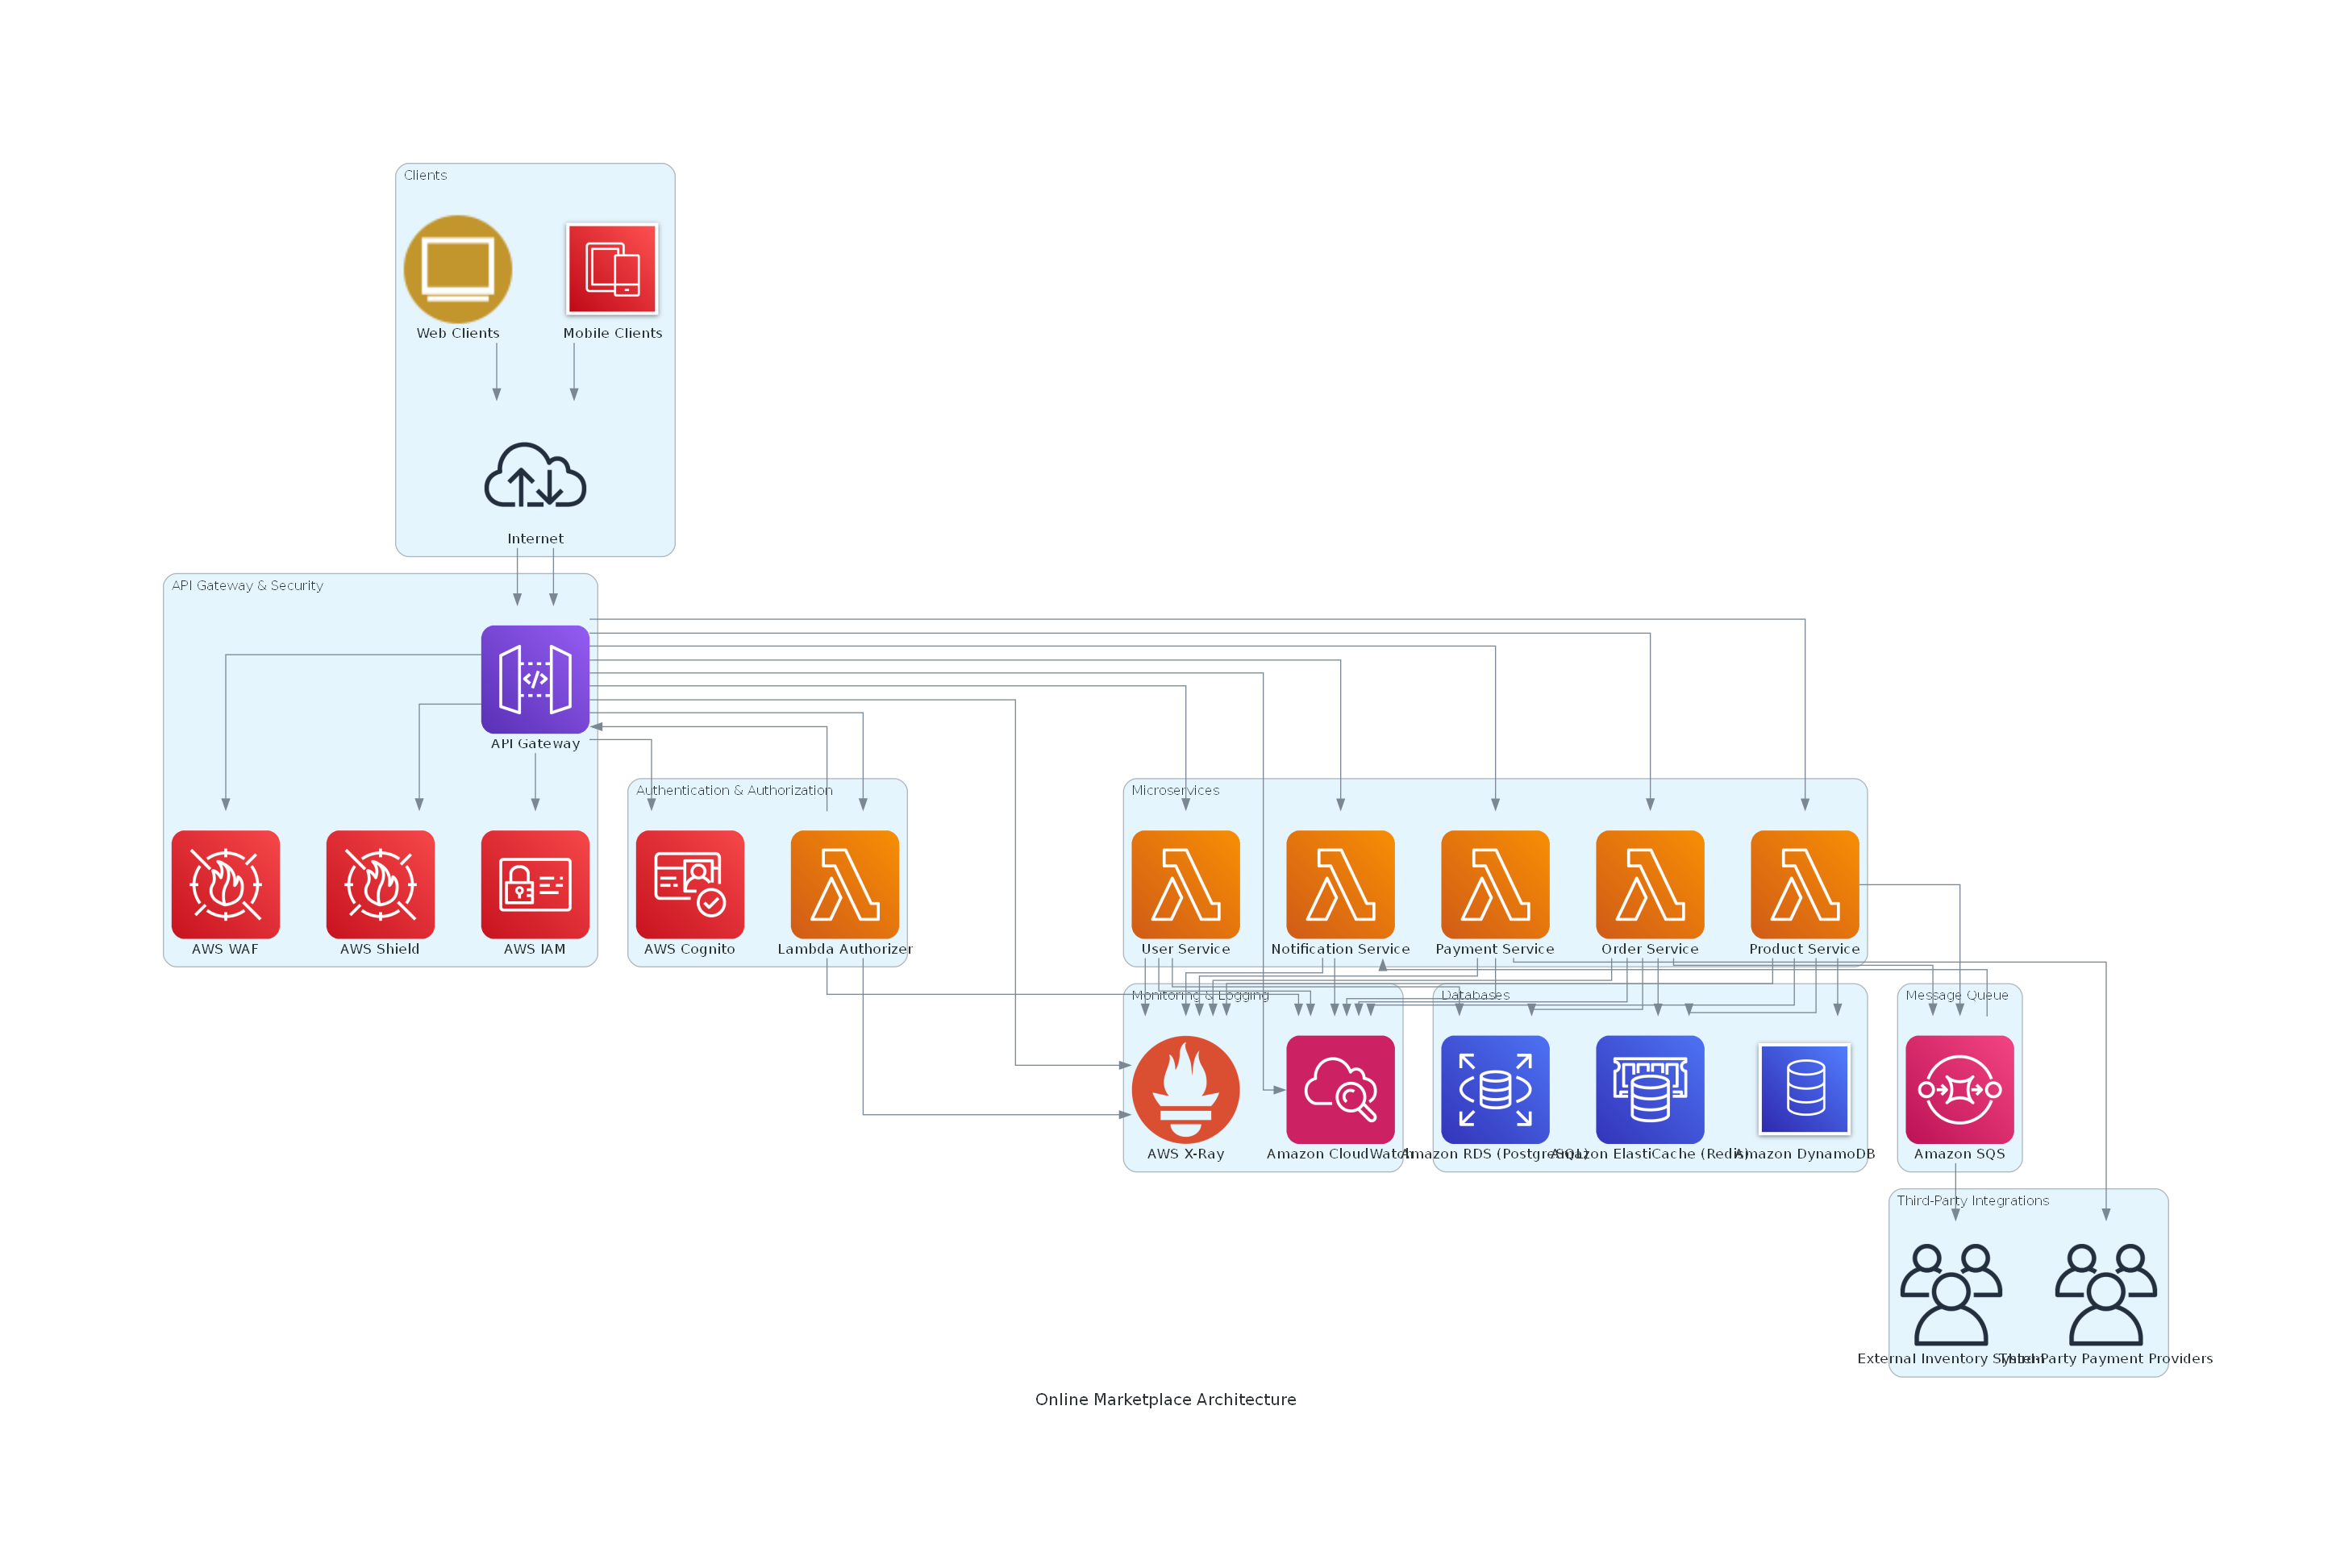 Clients
Web Clients
Mobile Clients
Internet
API Gateway & Security
API Gateway
Authentication & Authorization
Microservices
AWS WAF
AWS Shield
AWS IAM
AWS Cognito
Lambda Authorizer
User Service
Notification Service
Payment Service
Order Service
Product Service
Monitoring & Logging
Databases
Message Queue
AWS X-Ray
Amazon CloudWatch
Amazon RDS (PostgreSQL)
Amazon ElastiCache (Redis)
Amazon DynamoDB
Amazon SQS
Third-Party Integrations
External Inventory System
Third-Party Payment Providers
Online Marketplace Architecture